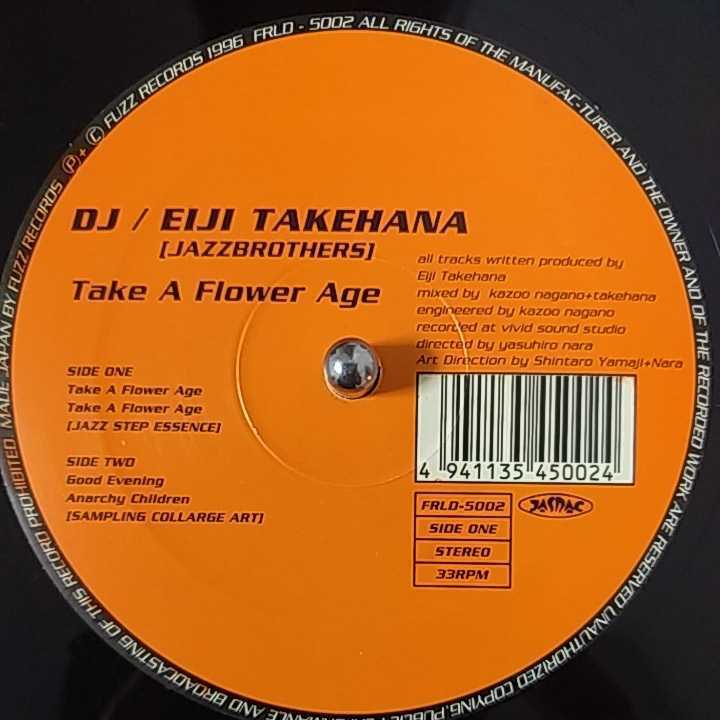 MADE JAPAN BY FUZZ RECORDS ℗+© FUZZ RECORDS 1996 FRLD - 5002 ALL RIGHTS OF THE MANUFAC-TURER AND THE OWNER AND OF THE RECORDED WORK ARE RESERVED UNAUTHORIZED COPYING,PUBLIC PERFORMANCE AND BROADCASTING OF THIS RECORD PROHIBITED.
DJ / EIJI TAKEHANA
[JAZZBROTHERS]
Take A Flower Age
SIDE ONE
Take A Flower Age
Take A Flower Age
[JAZZ STEP ESSENCE]
SIDE TWO
Good Evening
Anarchy Children
[SAMPLING COLLARGE ART]
all tracks written produced by
Eiji Takehana
mixed by kazoo nagano+takehana
engineered by kazoo nagano
recorded at vivid sound studio
directed by yasuhiro nara
Art Direction by Shintaro Yamaji+Nara
4 941135 450024
FRLD-5002
JASRAC
SIDE ONE
STEREO
33RPM